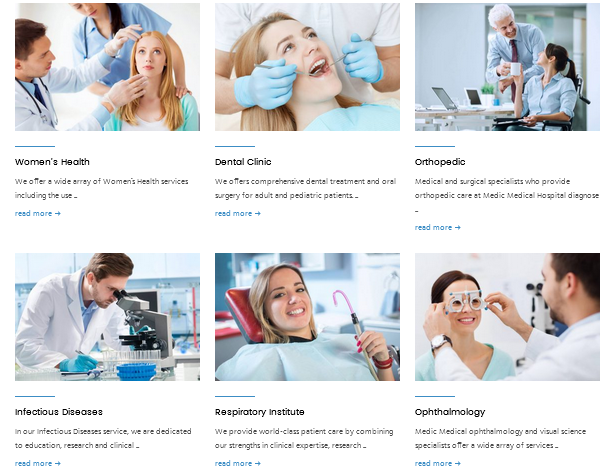 Women's Health
We offer a wide array of Women's Health services
including the use ...
read more →
Dental Clinic
We offers comprehensive dental treatment and oral
surgery for adult and pediatric patients. ...
read more →
Orthopedic
Medical and surgical specialists who provide
orthopedic care at Medic Medical Hospital diagnose
...
read more →
Infectious Diseases
In our Infectious Diseases service, we are dedicated
to education, research and clinical ...
read more →
Respiratory Institute
We provide world-class patient care by combining
our strengths in clinical expertise, research ...
read more →
Ophthalmology
Medic Medical ophthalmology and visual science
specialists offer a wide array of services ...
read more →